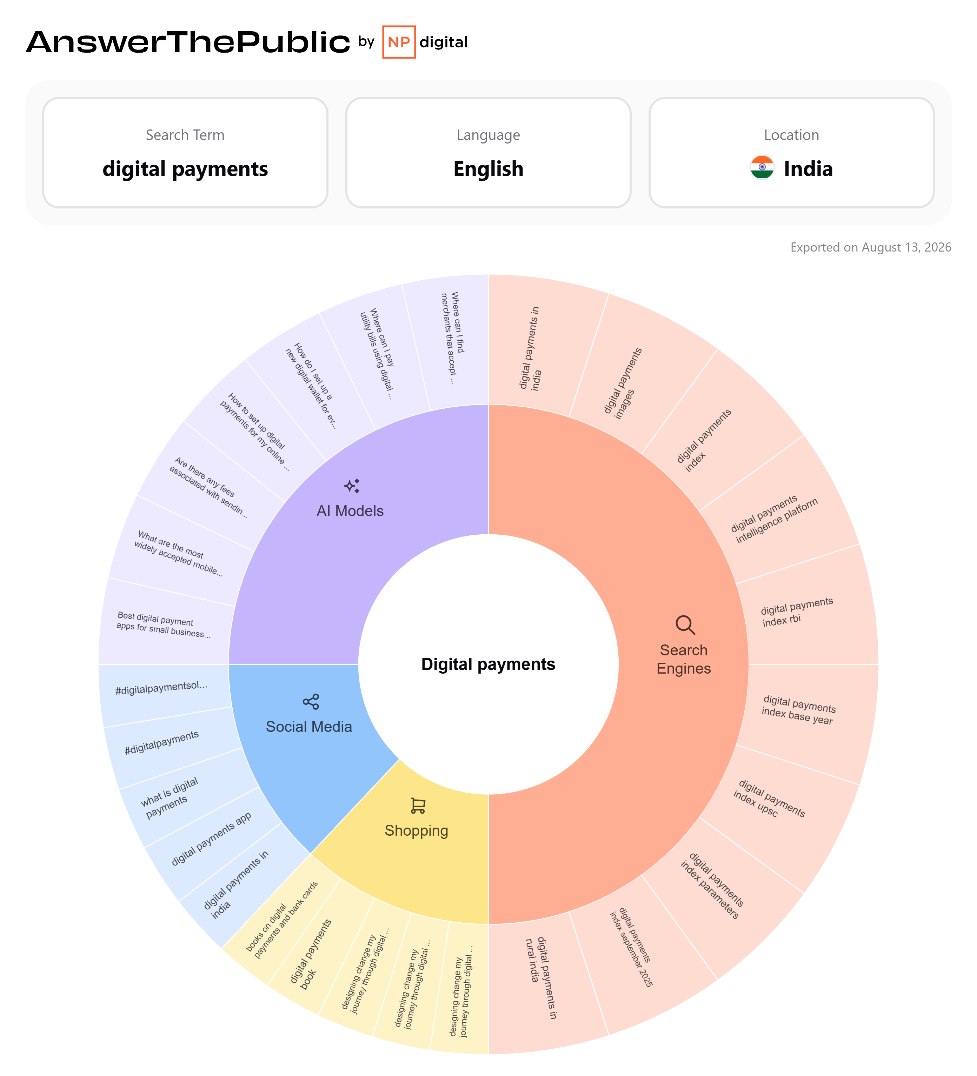 AnswerThePublic by NP digital
Search Term
digital payments
Language
English
Location
India
Exported on August 13, 2026
Digital payments
Search
Engines
digital payments in
india
digital payments
images
digital payments
index
digital payments
intelligence platform
digital payments
index rbi
digital payments
index base year
digital payments
index upsc
digital payments
index parameters
digital payments
index september 2025
digital payments in
rural india
Shopping
designing change my
journey through digital ...
designing change my
journey through digital ...
designing change my
journey through digital ...
digital payments
book
books on digital
payments and bank cards
Social Media
digital payments in
india
digital payments app
what is digital
payments
#digitalpayments
#digitalpaymentsol...
AI Models
Best digital payment
apps for small business...
What are the most
widely accepted mobile...
Are there any fees
associated with sendin...
How to set up digital
payments for my online ...
How do I set up a
new digital wallet for ev...
Where can I pay
utility bills using digital ...
Where can I find
merchants that accept ...